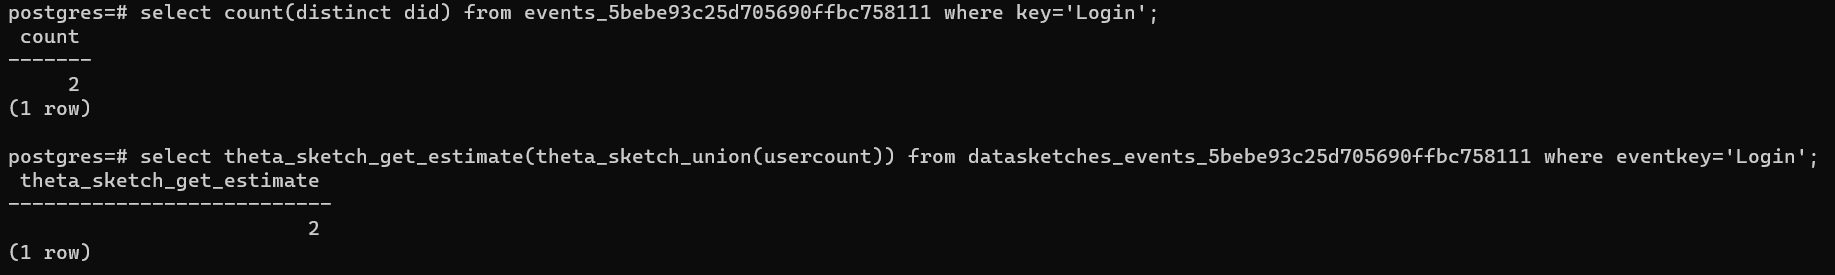 postgres=# select count(distinct did) from events_5bebe93c25d705690ffbc758111 where key='Login';
 count
-------
     2
(1 row)

postgres=# select theta_sketch_get_estimate(theta_sketch_union(usercount)) from datasketches_events_5bebe93c25d705690ffbc758111 where eventkey='Login';
 theta_sketch_get_estimate
---------------------------
                         2
(1 row)